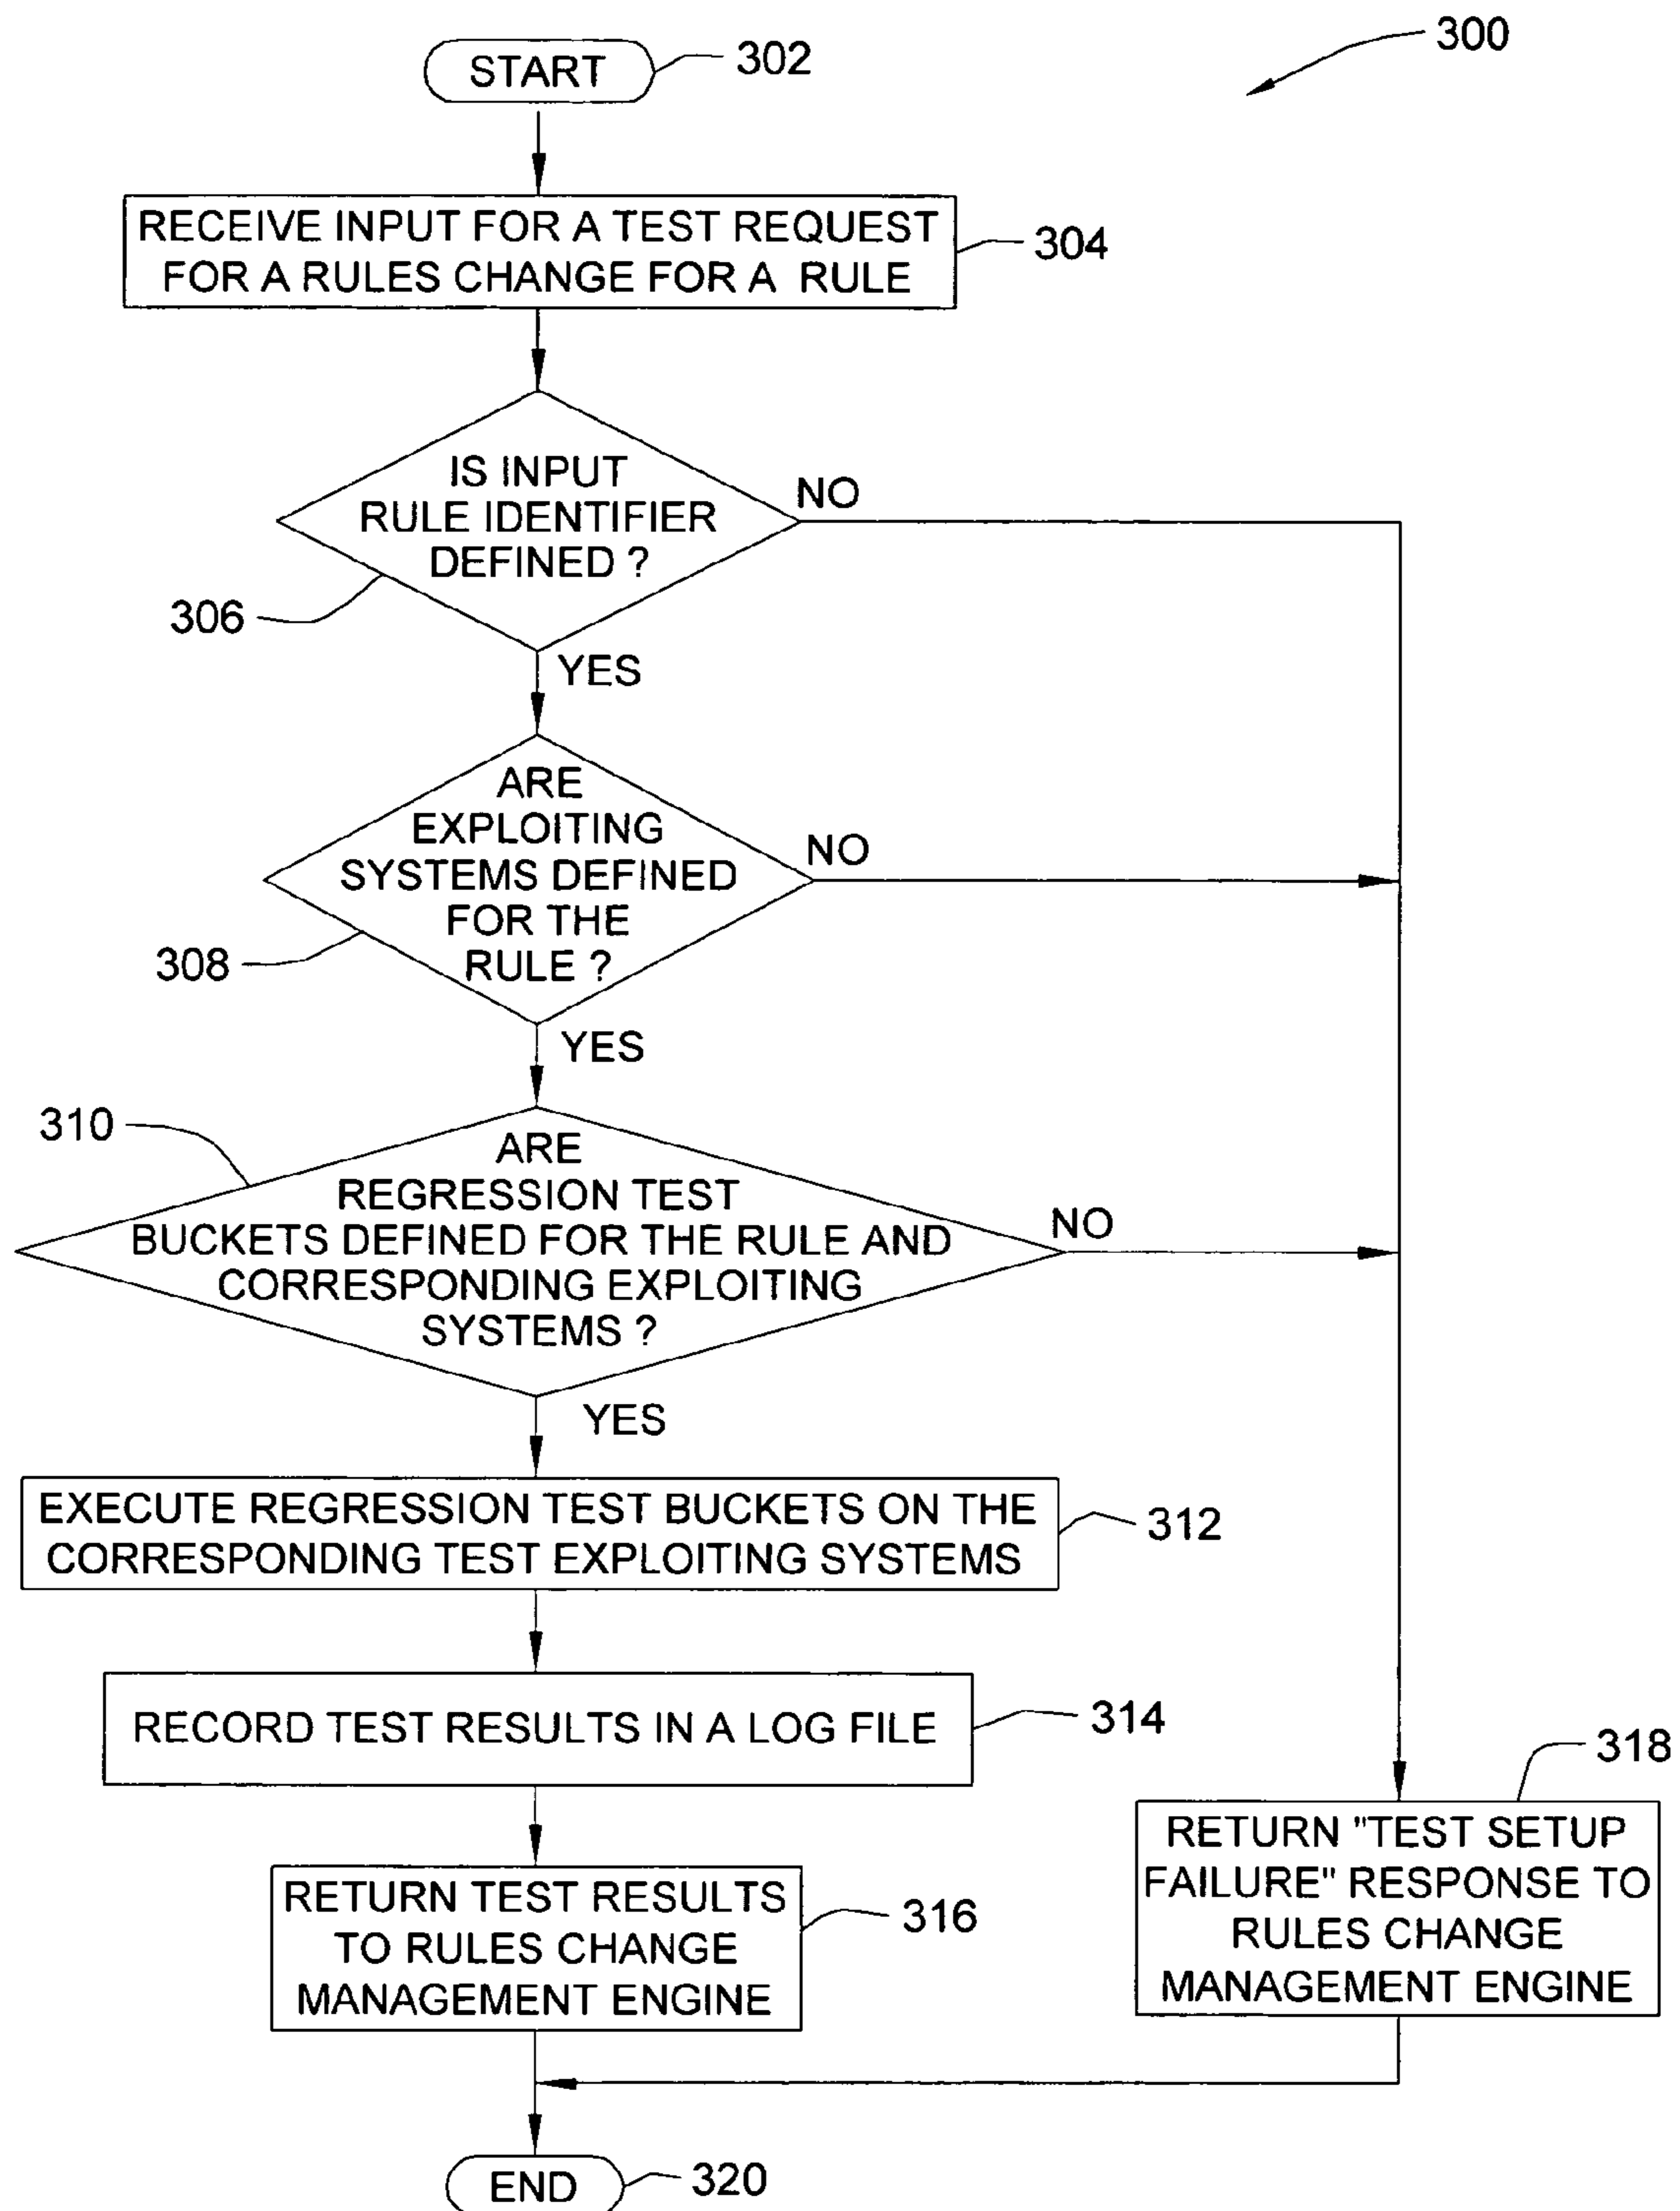 300
START
302
RECEIVE INPUT FOR A TEST REQUEST
FOR A RULES CHANGE FOR A RULE
304
IS INPUT
RULE IDENTIFIER
DEFINED ?
NO
306
YES
ARE
EXPLOITING
SYSTEMS DEFINED
FOR THE
RULE ?
NO
308
YES
310
ARE
REGRESSION TEST
BUCKETS DEFINED FOR THE RULE AND
CORRESPONDING EXPLOITING
SYSTEMS ?
NO
YES
EXECUTE REGRESSION TEST BUCKETS ON THE
CORRESPONDING TEST EXPLOITING SYSTEMS
312
RECORD TEST RESULTS IN A LOG FILE
314
318
RETURN "TEST SETUP
FAILURE" RESPONSE TO
RULES CHANGE
MANAGEMENT ENGINE
RETURN TEST RESULTS
TO RULES CHANGE
MANAGEMENT ENGINE
316
END
320